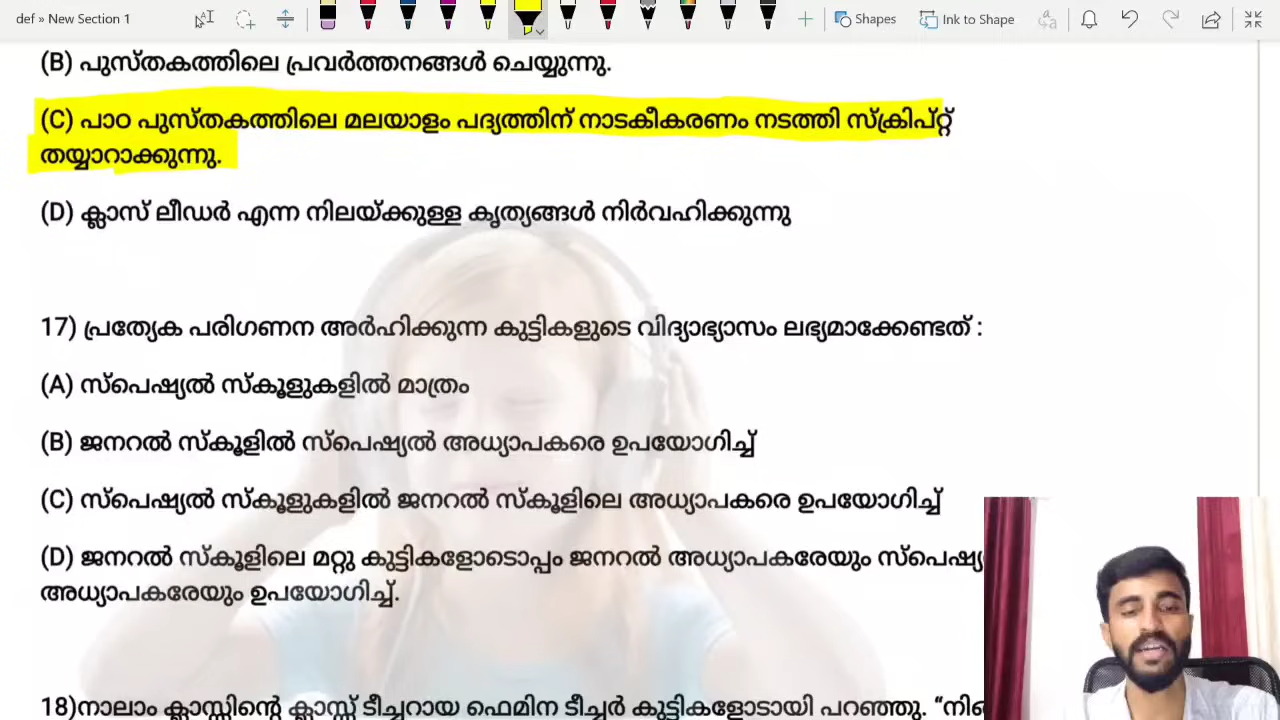 def » New Section 1
Shapes
Ink to Shape
(B) പുസ്തകത്തിലെ പ്രവർത്തനങ്ങൾ ചെയ്യുന്നു.
(C) പാഠ പുസ്തകത്തിലെ മലയാളം പദ്യത്തിന് നാടകീകരണം നടത്തി സ്ക്രിപ്റ്റ്
തയ്യാറാക്കുന്നു.
(D) ക്ലാസ് ലീഡർ എന്ന നിലയ്ക്കുള്ള കൃത്യങ്ങൾ നിർവഹിക്കുന്നു
17) പ്രത്യേക പരിഗണന അർഹിക്കുന്ന കുട്ടികളുടെ വിദ്യാഭ്യാസം ലഭ്യമാക്കേണ്ടത് :
(A) സ്പെഷ്യൽ സ്കൂളുകളിൽ മാത്രം
(B) ജനറൽ സ്കൂളിൽ സ്പെഷ്യൽ അധ്യാപകരെ ഉപയോഗിച്ച്
(C) സ്പെഷ്യൽ സ്കൂളുകളിൽ ജനറൽ സ്കൂളിലെ അധ്യാപകരെ ഉപയോഗിച്ച്
(D) ജനറൽ സ്കൂളിലെ മറ്റു കുട്ടികളോടൊപ്പം ജനറൽ അധ്യാപകരേയും
അധ്യാപകരേയും ഉപയോഗിച്ച്.
18)നാലാം ക്ലാസ്സിന്റെ ക്ലാസ്സ് ടീച്ചറായ ഫെമിന ടീച്ചർ കുട്ടികളോടായി പറഞ്ഞു.